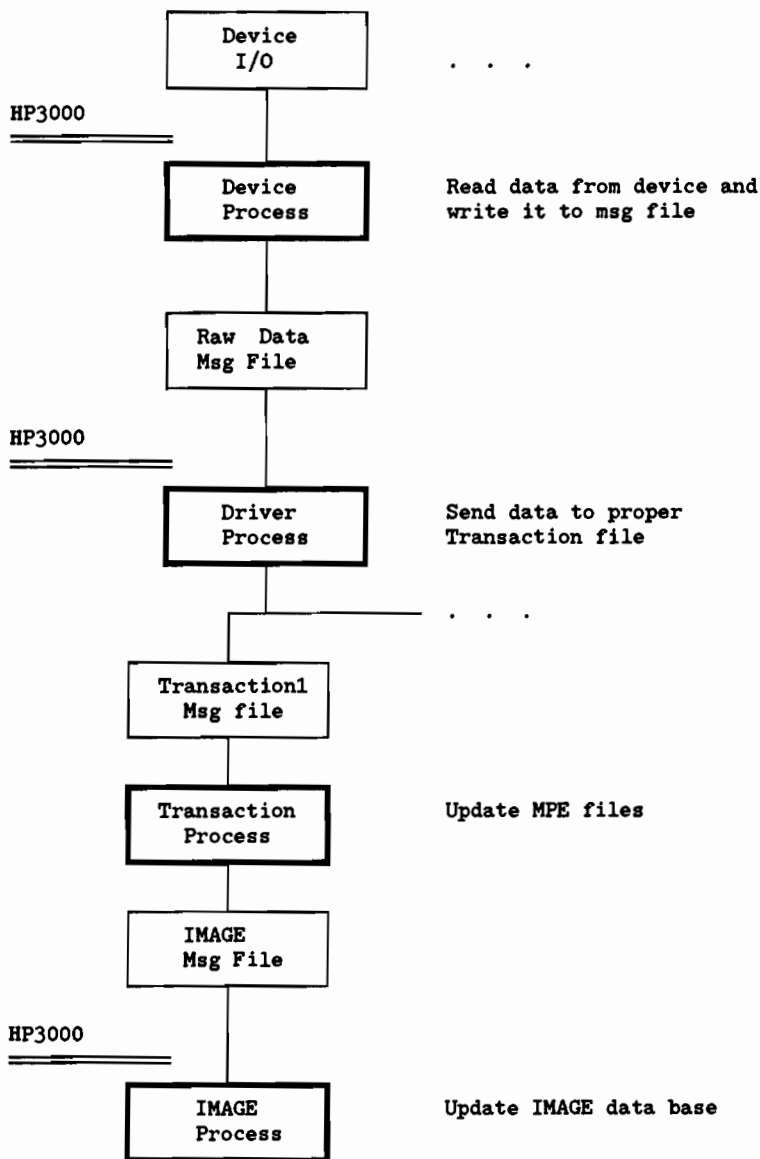 Device
I/O
. . .
HP3000
Device
Process
Read data from device and
write it to msg file
Raw Data
Msg File
HP3000
Driver
Process
Send data to proper
Transaction file
. . .
Transaction1
Msg file
Transaction
Process
Update MPE files
IMAGE
Msg File
HP3000
IMAGE
Process
Update IMAGE data base